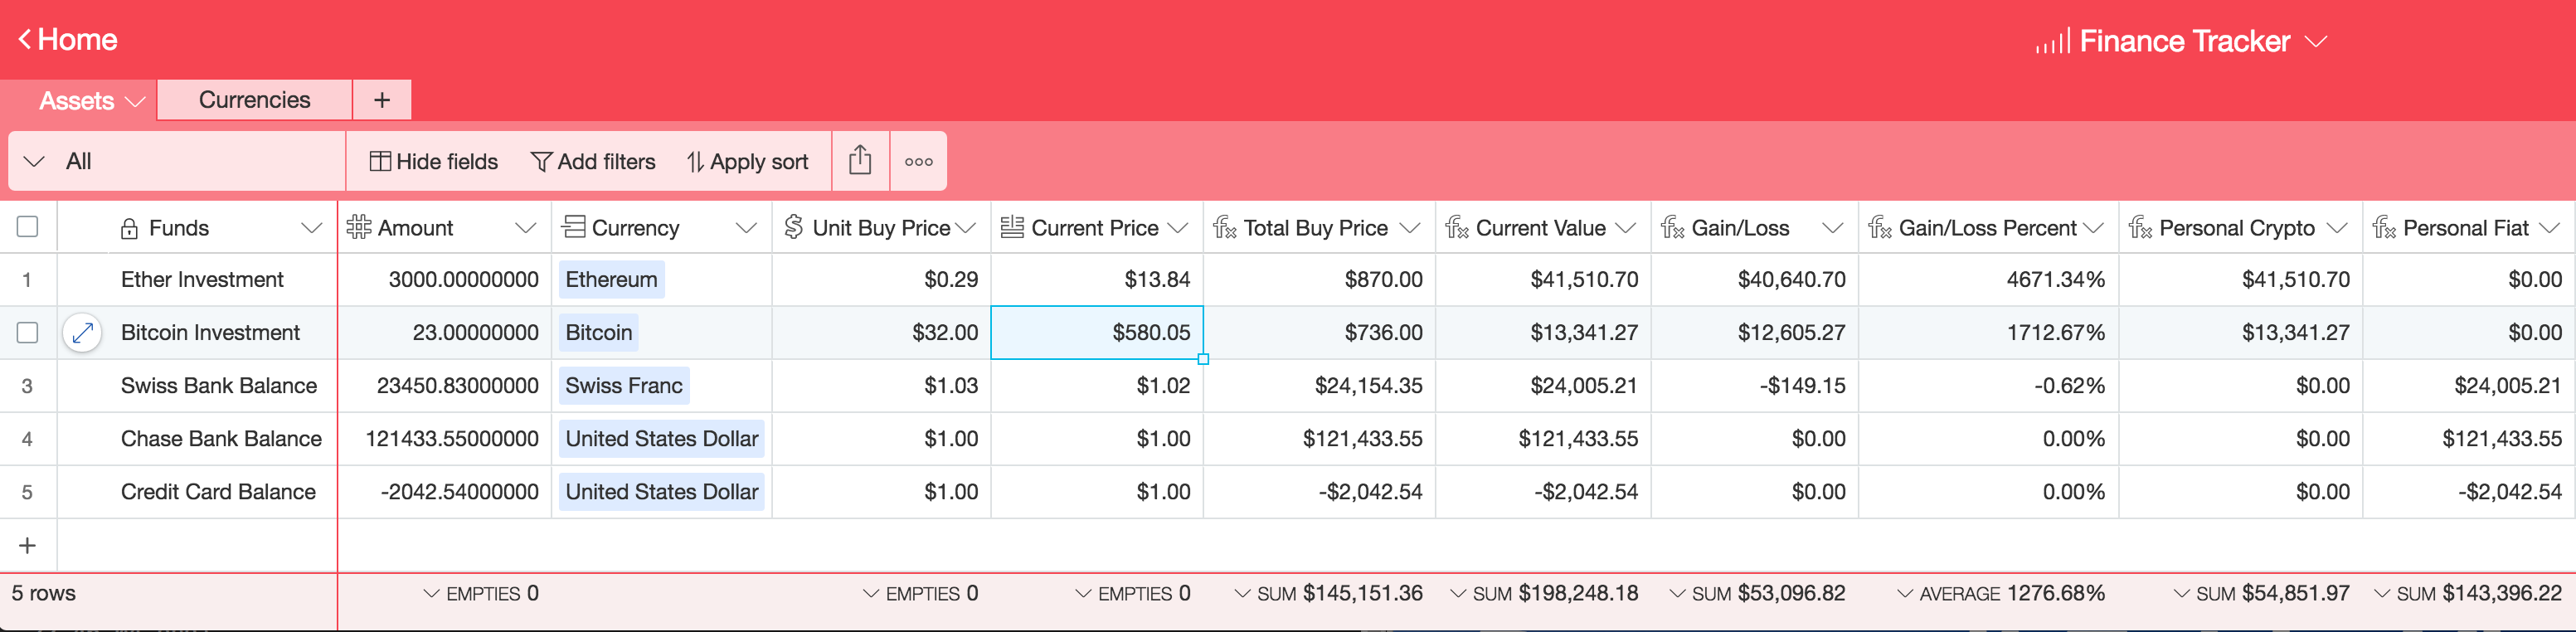 Home
Finance Tracker
Assets Currencies +
All Hide fields Add filters Apply sort
Funds Amount Currency Unit Buy Price Current Price Total Buy Price Current Value Gain/Loss Gain/Loss Percent Personal Crypto Personal Fiat
1 Ether Investment 3000.00000000 Ethereum $0.29 $13.84 $870.00 $41,510.70 $40,640.70 4671.34% $41,510.70 $0.00
Bitcoin Investment 23.00000000 Bitcoin $32.00 $580.05 $736.00 $13,341.27 $12,605.27 1712.67% $13,341.27 $0.00
3 Swiss Bank Balance 23450.83000000 Swiss Franc $1.03 $1.02 $24,154.35 $24,005.21 -$149.15 -0.62% $0.00 $24,005.21
4 Chase Bank Balance 121433.55000000 United States Dollar $1.00 $1.00 $121,433.55 $121,433.55 $0.00 0.00% $0.00 $121,433.55
5 Credit Card Balance -2042.54000000 United States Dollar $1.00 $1.00 -$2,042.54 -$2,042.54 $0.00 0.00% $0.00 -$2,042.54
+
5 rows EMPTIES 0 EMPTIES 0 EMPTIES 0 SUM $145,151.36 SUM $198,248.18 SUM $53,096.82 AVERAGE 1276.68% SUM $54,851.97 SUM $143,396.22